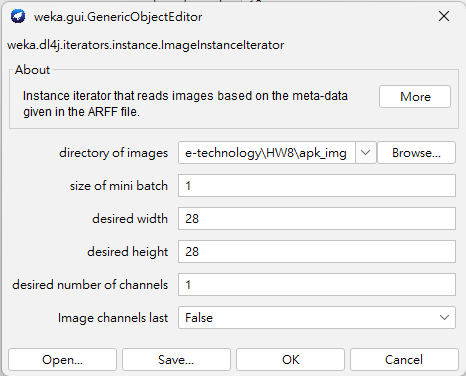 weka.gui.GenericObjectEditor
weka.dl4j.iterators.instance.ImageInstanceIterator
About
Instance iterator that reads images based on the meta-data
given in the ARFF file.
More
directory of images e-technology\HW8\apk_img Browse...
size of mini batch 1
desired width 28
desired height 28
desired number of channels 1
Image channels last False
Open... Save... OK Cancel